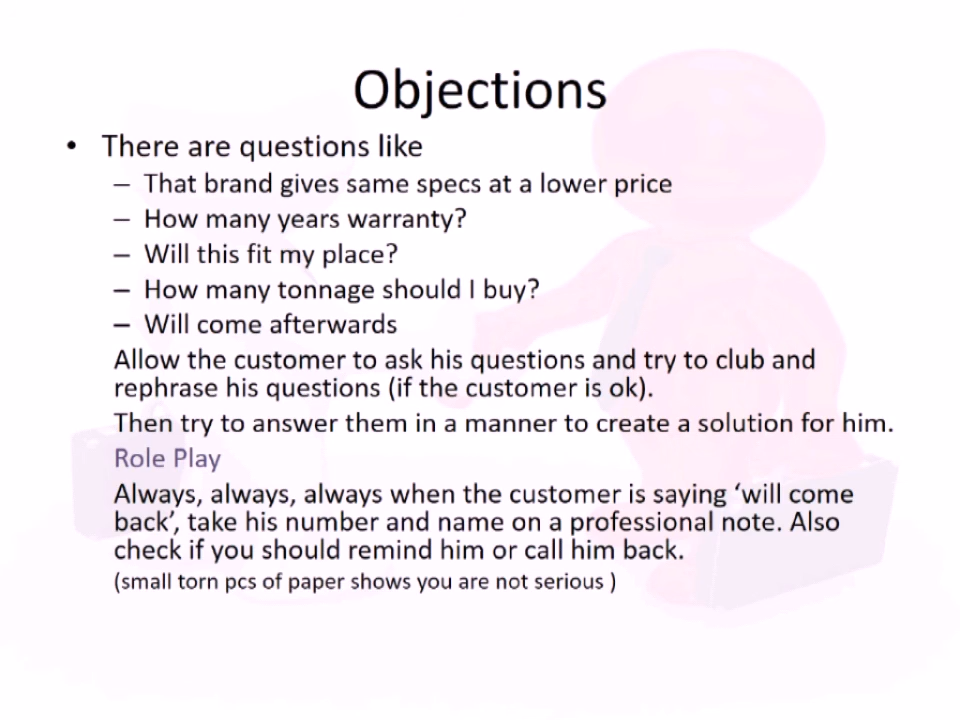 Objections
• There are questions like
– That brand gives same specs at a lower price
– How many years warranty?
– Will this fit my place?
– How many tonnage should I buy?
– Will come afterwards
Allow the customer to ask his questions and try to club and
rephrase his questions (if the customer is ok).
Then try to answer them in a manner to create a solution for him.
Role Play
Always, always, always when the customer is saying ‘will come
back’, take his number and name on a professional note. Also
check if you should remind him or call him back.
(small torn pcs of paper shows you are not serious )